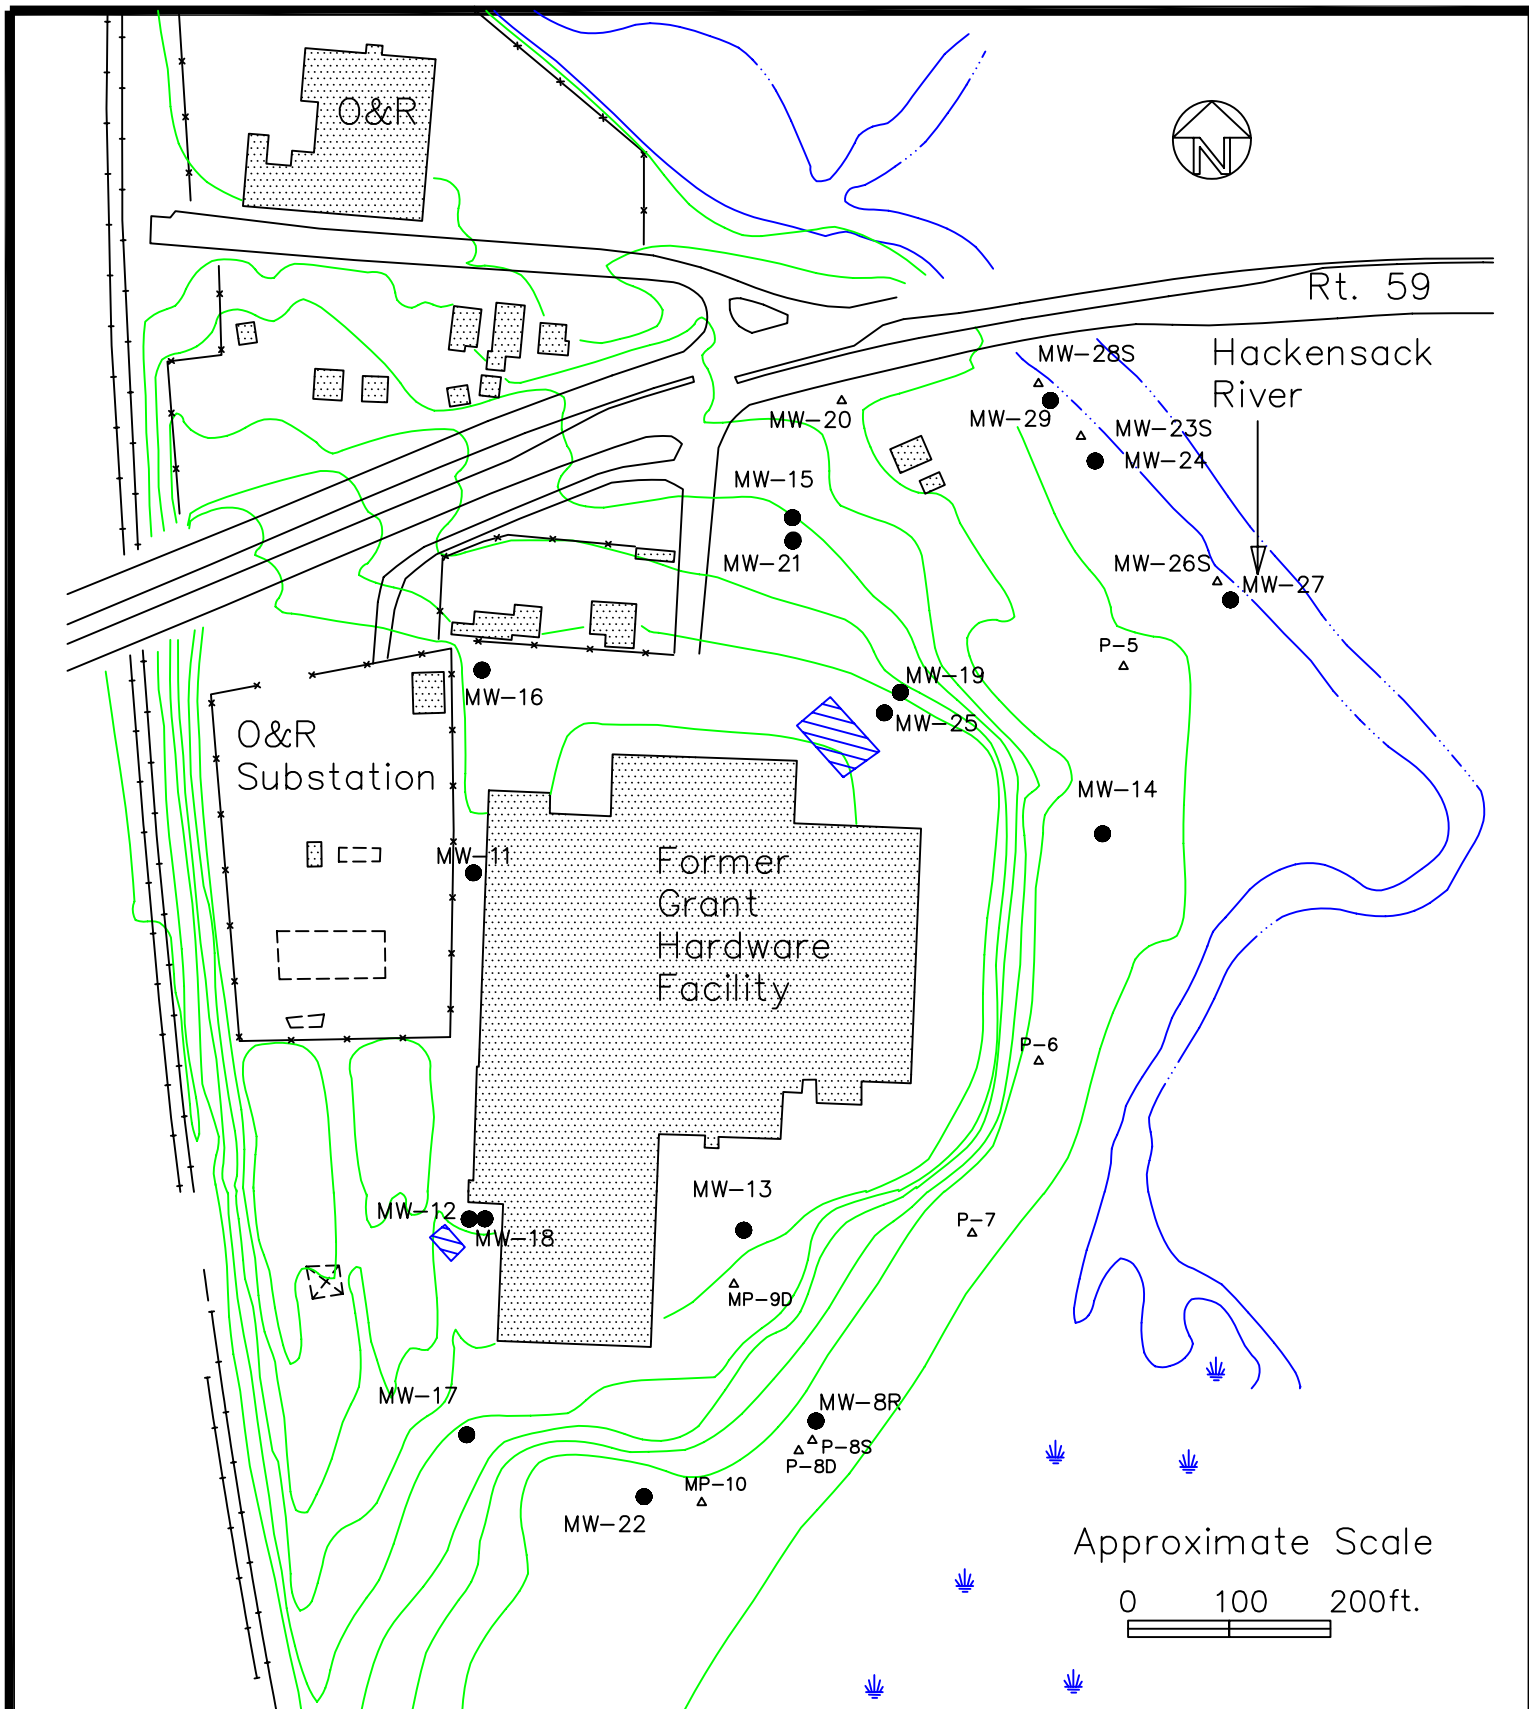 O&R
N
Rt. 59
Hackensack
River
MW-28S
MW-29
MW-20
MW-23S
MW-24
MW-15
MW-21
MW-26S
MW-27
P-5
MW-19
MW-16
MW-25
O&R
Substation
MW-14
MW-11
Former
Grant
Hardware
Facility
P-6
MW-13
MW-12
MW-18
P-7
MP-9D
MW-17
MW-8R
P-8S
P-8D
MP-10
MW-22
Approximate Scale
0 100 200ft.